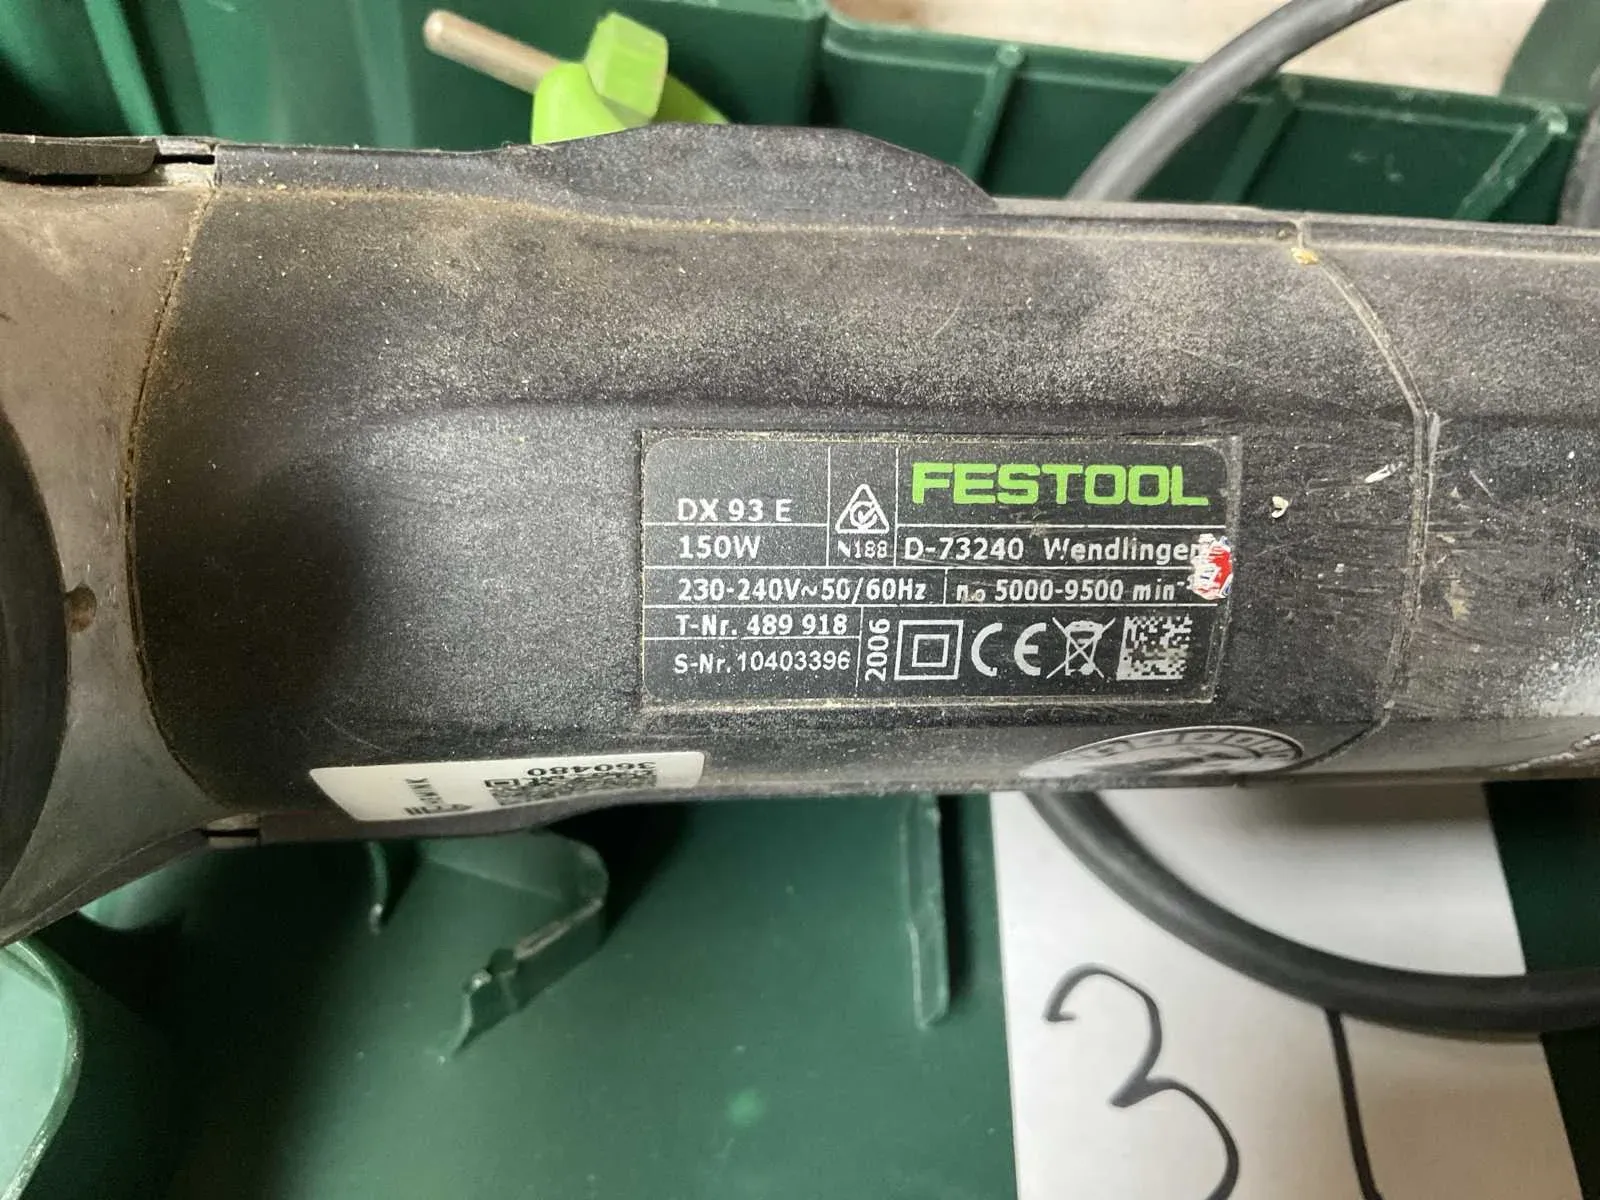 FESTOOL
DX 93 E
150W
N188
D-73240 Wendlingen
230-240V~50/60Hz
n₀ 5000-9500 min⁻
T-Nr. 489 918
S-Nr. 10403396
2006
CE
360480
3